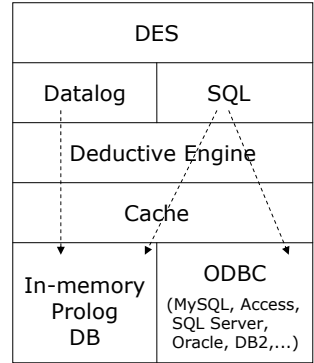 DES
Datalog
SQL
Deductive Engine
Cache
In-memory
Prolog
DB
ODBC
(MySQL, Access,
SQL Server,
Oracle, DB2,...)